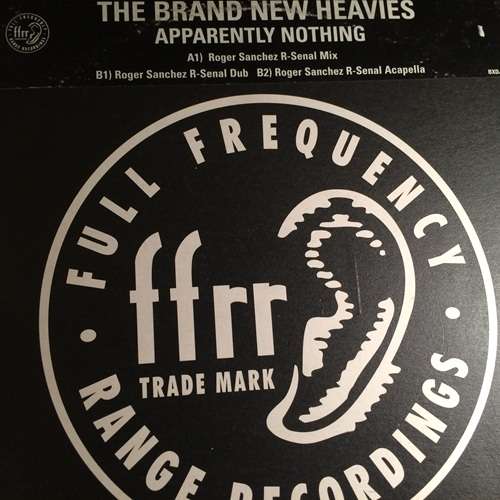 THE BRAND NEW HEAVIES
APPARENTLY NOTHING
A1) Roger Sanchez R-Senal Mix
B1) Roger Sanchez R-Senal Dub B2) Roger Sanchez R-Senal Acapella
FULL FREQUENCY
ffrr
TRADE MARK
RANGE RECORDINGS